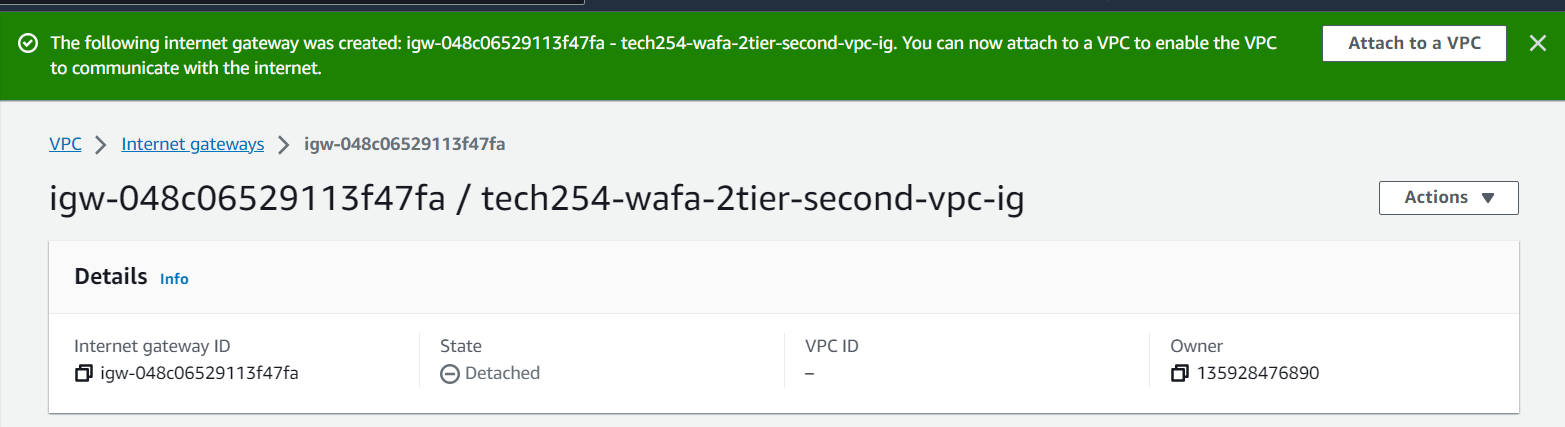 The following internet gateway was created: igw-048c06529113f47fa - tech254-wafa-2tier-second-vpc-ig. You can now attach to a VPC to enable the VPC
to communicate with the internet.
Attach to a VPC
VPC
Internet gateways
igw-048c06529113f47fa
igw-048c06529113f47fa / tech254-wafa-2tier-second-vpc-ig
Actions
Details
Info
Internet gateway ID
igw-048c06529113f47fa
State
Detached
VPC ID
–
Owner
135928476890